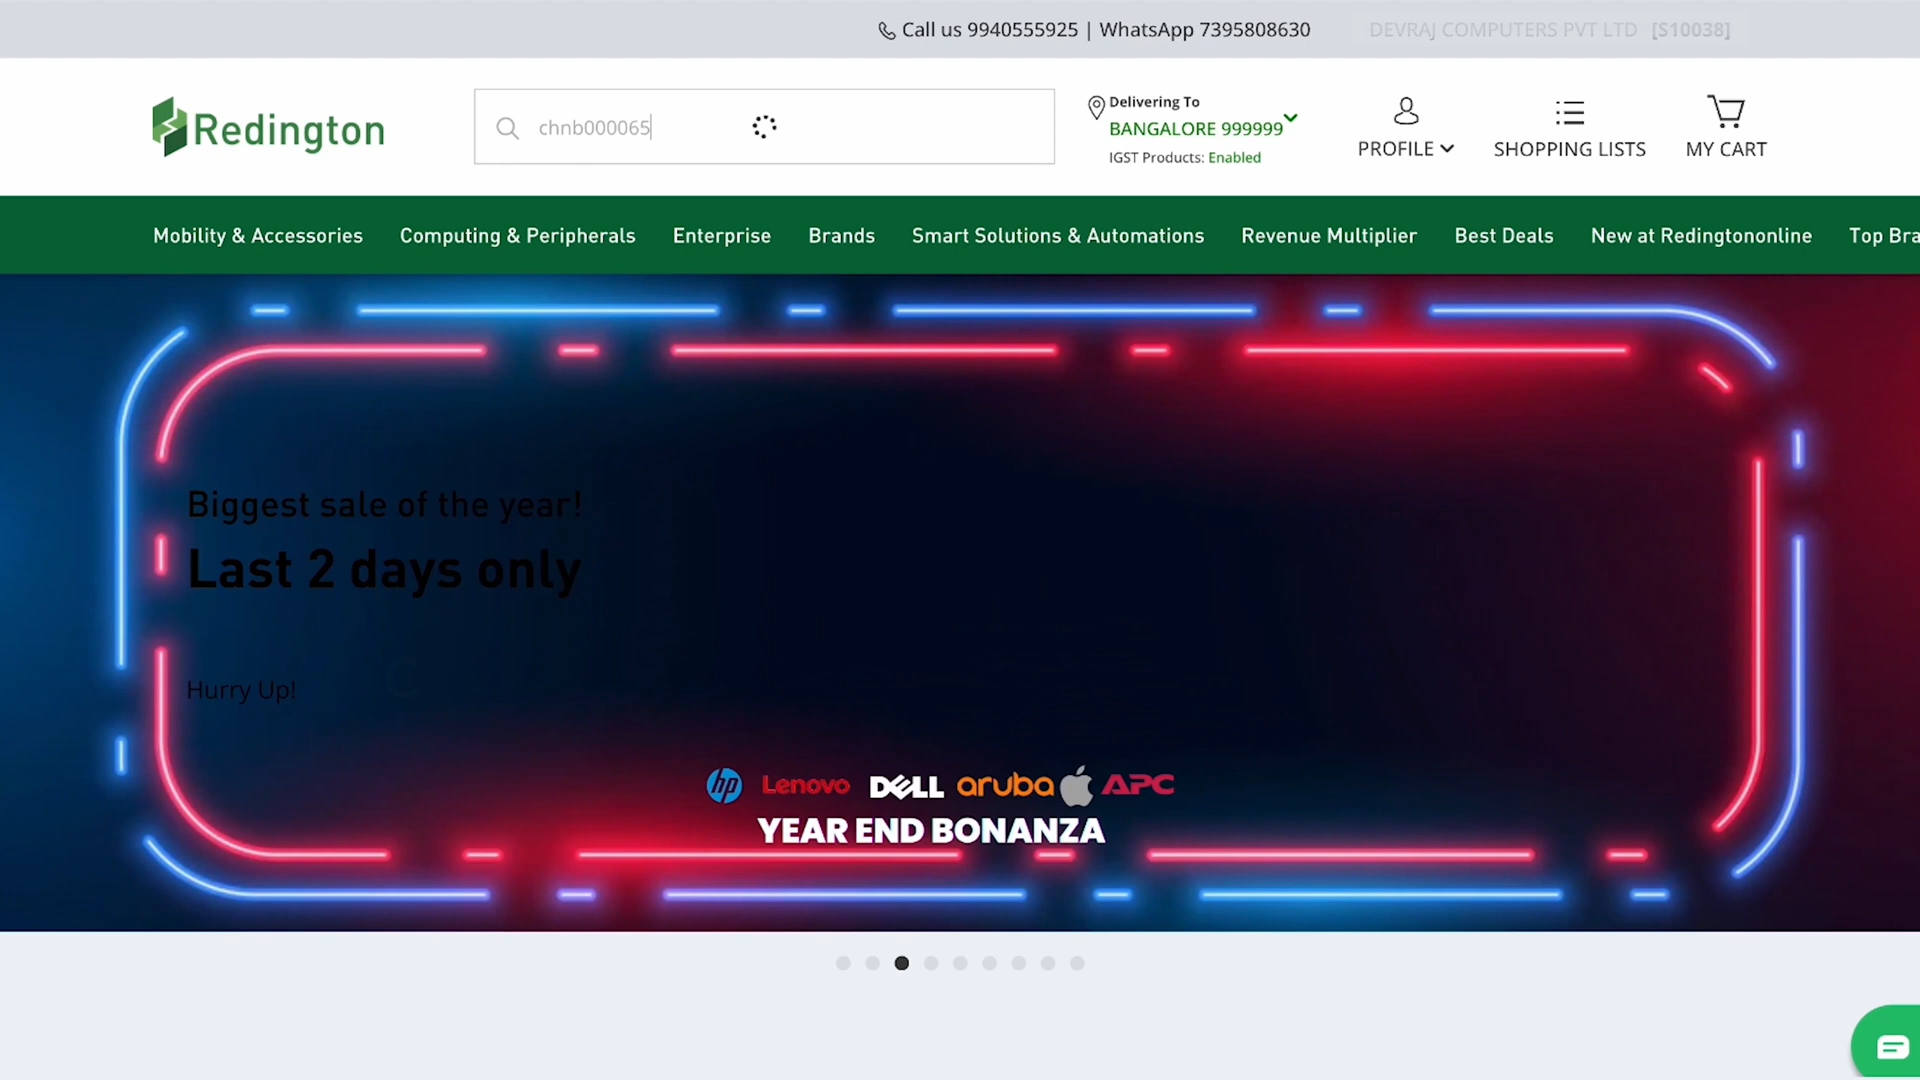 Call us 9940555925 | WhatsApp 7395808630
DEVRAJ COMPUTERS PVT LTD [S10038]
Redington
chnb000065
Delivering To
BANGALORE 999999
IGST Products: Enabled
PROFILE
SHOPPING LISTS
MY CART
Mobility & Accessories Computing & Peripherals Enterprise Brands Smart Solutions & Automations Revenue Multiplier Best Deals New at Redingtononline Top Bra
Biggest sale of the year!
Last 2 days only
Hurry Up!
hp Lenovo DELL aruba APC
YEAR END BONANZA